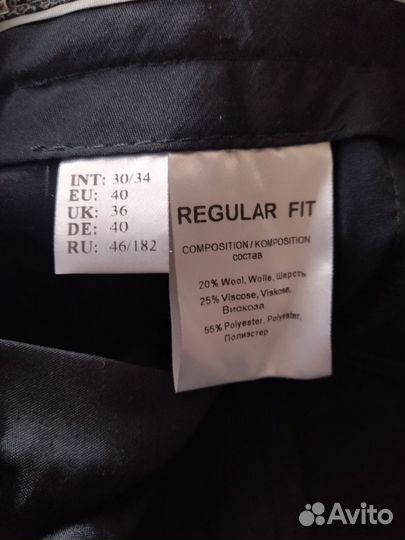 INT: 30/34
EU: 40
UK: 36
DE: 40
RU: 46/182
REGULAR FIT
COMPOSITION/KOMPOSITION
состав
20% Wool, Wolle, Шерсть
25% Viscose, Viskose,
Вискоза
55% Polyester, Polyester,
Полиэстер
Avito